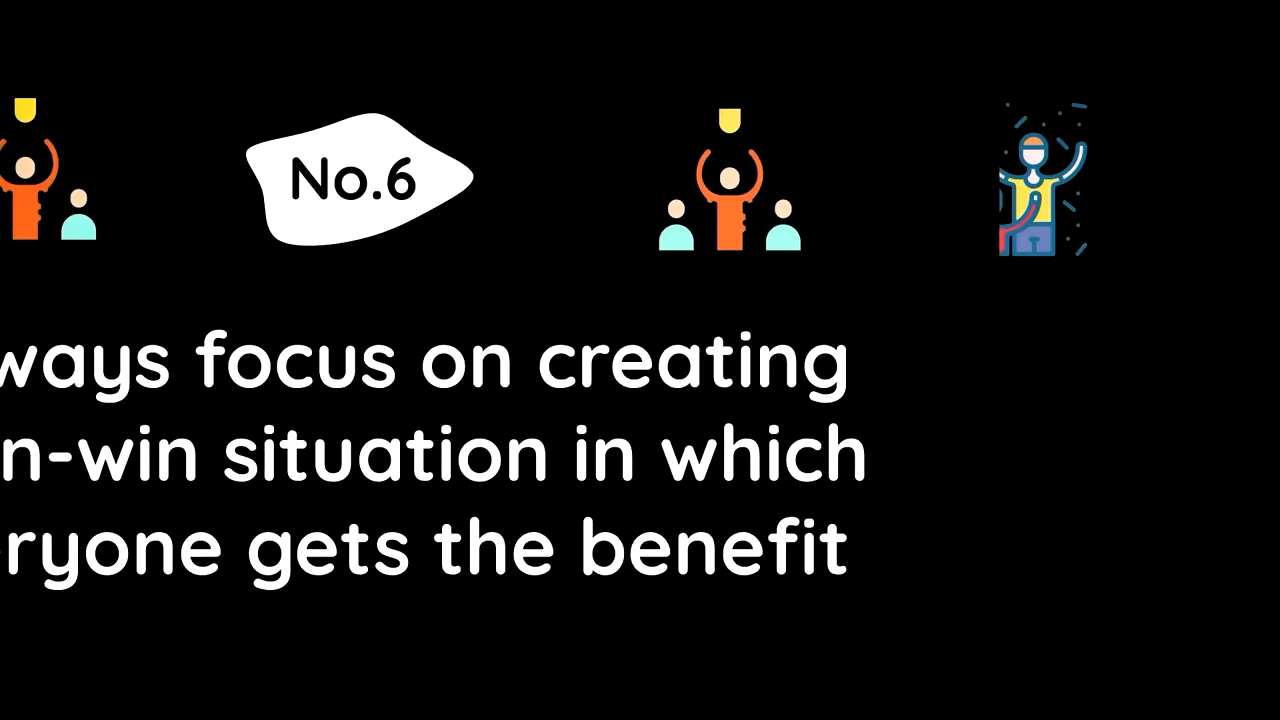 No.6
ways focus on creating
n-win situation in which
ryone gets the benefit